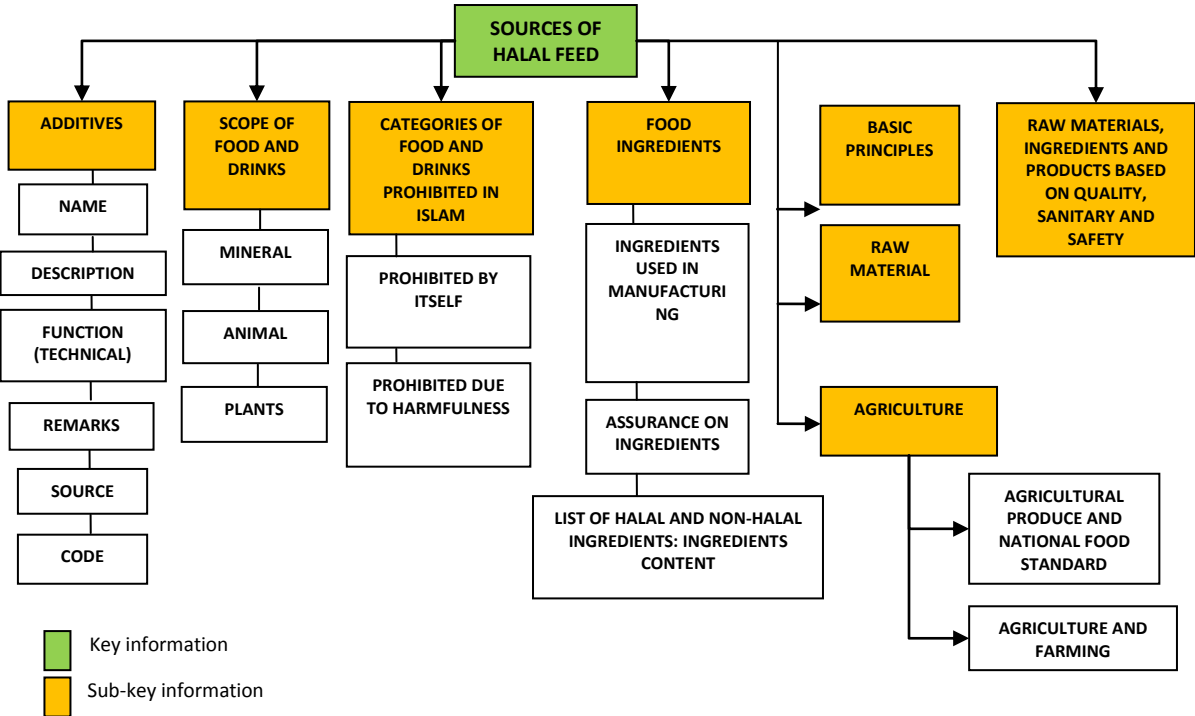 SOURCES OF
HALAL FEED
ADDITIVES
NAME
DESCRIPTION
FUNCTION
(TECHNICAL)
REMARKS
SOURCE
CODE
SCOPE OF
FOOD AND
DRINKS
MINERAL
ANIMAL
PLANTS
CATEGORIES OF
FOOD AND
DRINKS
PROHIBITED IN
ISLAM
PROHIBITED BY
ITSELF
PROHIBITED DUE
TO HARMFULNESS
FOOD
INGREDIENTS
INGREDIENTS
USED IN
MANUFACTURI
NG
ASSURANCE ON
INGREDIENTS
LIST OF HALAL AND NON-HALAL
INGREDIENTS: INGREDIENTS
CONTENT
BASIC
PRINCIPLES
RAW
MATERIAL
AGRICULTURE
AGRICULTURAL
PRODUCE AND
NATIONAL FOOD
STANDARD
AGRICULTURE AND
FARMING
RAW MATERIALS,
INGREDIENTS AND
PRODUCTS BASED
ON QUALITY,
SANITARY AND
SAFETY
Key information
Sub-key information